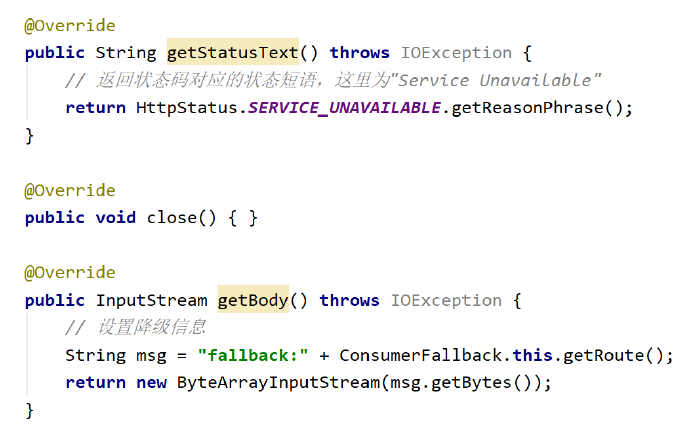 @Override
public String getStatusText() throws IOException {
// 返回状态码对应的状态短语，这里为"Service Unavailable"
return HttpStatus.SERVICE_UNAVAILABLE.getReasonPhrase();
}
@Override
public void close() { }
@Override
public InputStream getBody() throws IOException {
// 设置降级信息
String msg = "fallback:" + ConsumerFallback.this.getRoute();
return new ByteArrayInputStream(msg.getBytes());
}